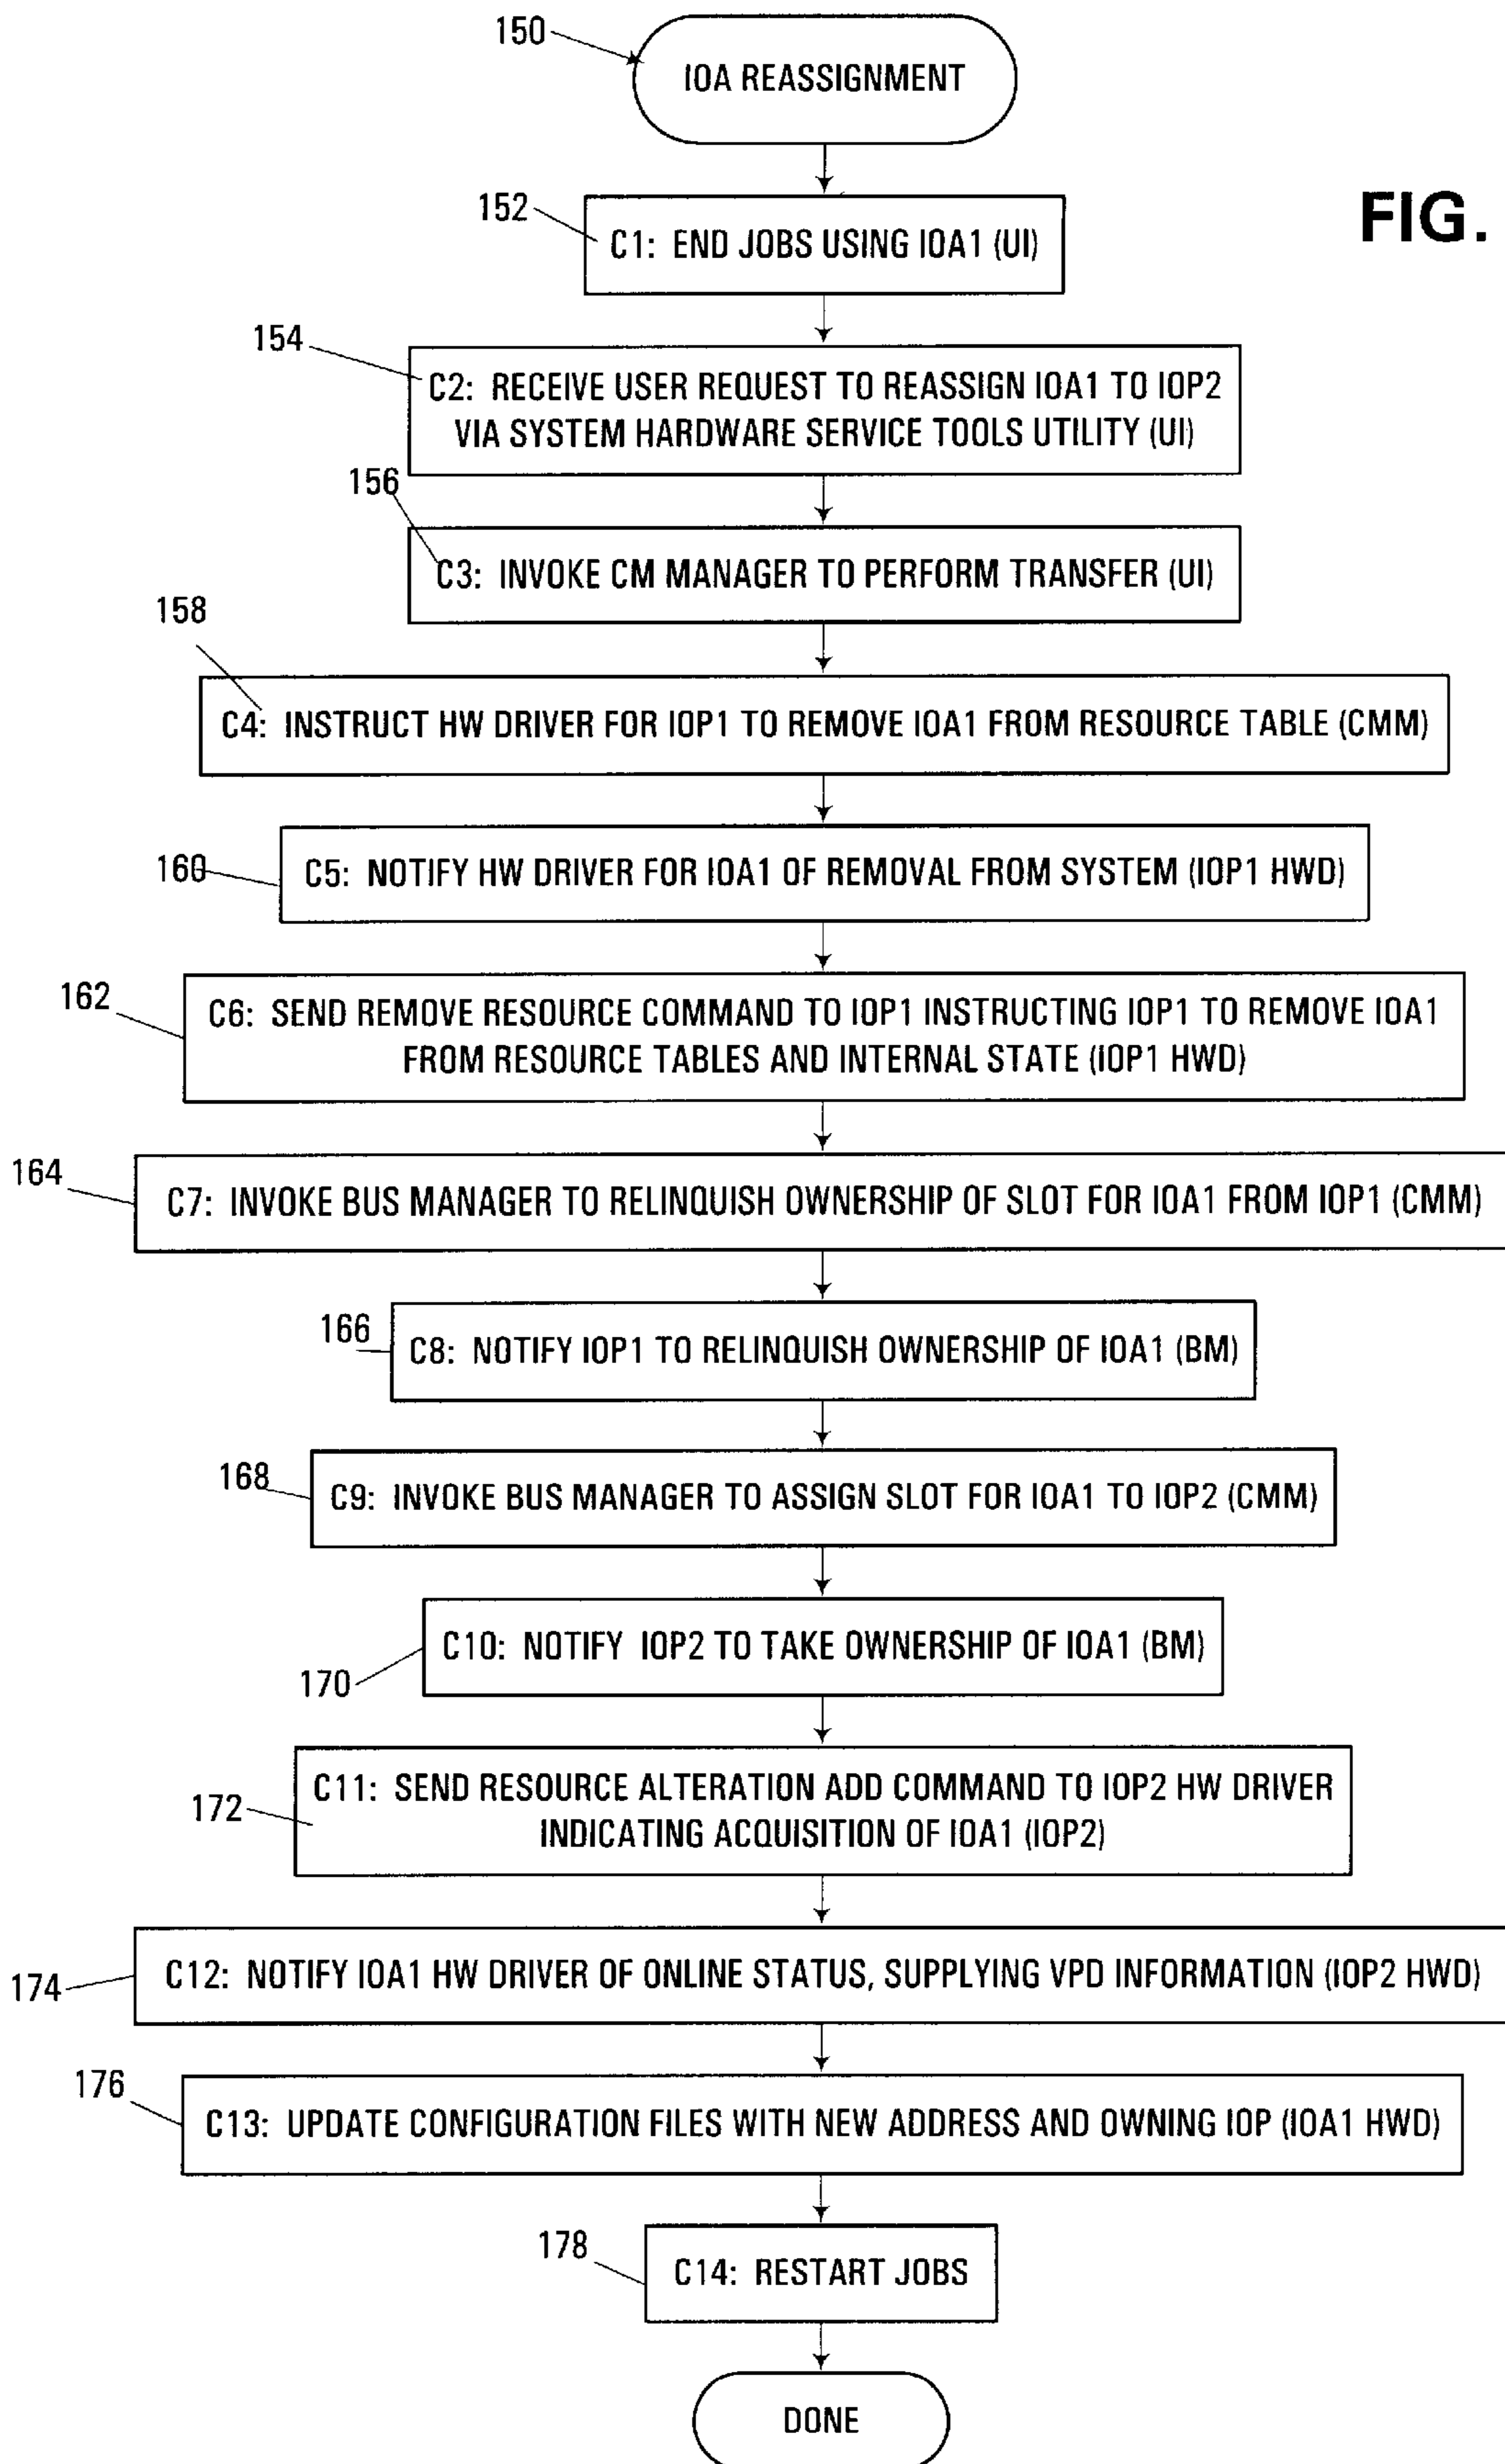 150
IOA REASSIGNMENT
FIG.
152
C1: END JOBS USING IOA1 (UI)
154
C2: RECEIVE USER REQUEST TO REASSIGN IOA1 TO IOP2
VIA SYSTEM HARDWARE SERVICE TOOLS UTILITY (UI)
156
C3: INVOKE CM MANAGER TO PERFORM TRANSFER (UI)
158
C4: INSTRUCT HW DRIVER FOR IOP1 TO REMOVE IOA1 FROM RESOURCE TABLE (CMM)
160
C5: NOTIFY HW DRIVER FOR IOA1 OF REMOVAL FROM SYSTEM (IOP1 HWD)
162
C6: SEND REMOVE RESOURCE COMMAND TO IOP1 INSTRUCTING IOP1 TO REMOVE IOA1
FROM RESOURCE TABLES AND INTERNAL STATE (IOP1 HWD)
164
C7: INVOKE BUS MANAGER TO RELINQUISH OWNERSHIP OF SLOT FOR IOA1 FROM IOP1 (CMM)
166
C8: NOTIFY IOP1 TO RELINQUISH OWNERSHIP OF IOA1 (BM)
168
C9: INVOKE BUS MANAGER TO ASSIGN SLOT FOR IOA1 TO IOP2 (CMM)
C10: NOTIFY IOP2 TO TAKE OWNERSHIP OF IOA1 (BM)
170
C11: SEND RESOURCE ALTERATION ADD COMMAND TO IOP2 HW DRIVER
INDICATING ACQUISITION OF IOA1 (IOP2)
172
C12: NOTIFY IOA1 HW DRIVER OF ONLINE STATUS, SUPPLYING VPD INFORMATION (IOP2 HWD)
174
176
C13: UPDATE CONFIGURATION FILES WITH NEW ADDRESS AND OWNING IOP (IOA1 HWD)
178
C14: RESTART JOBS
DONE